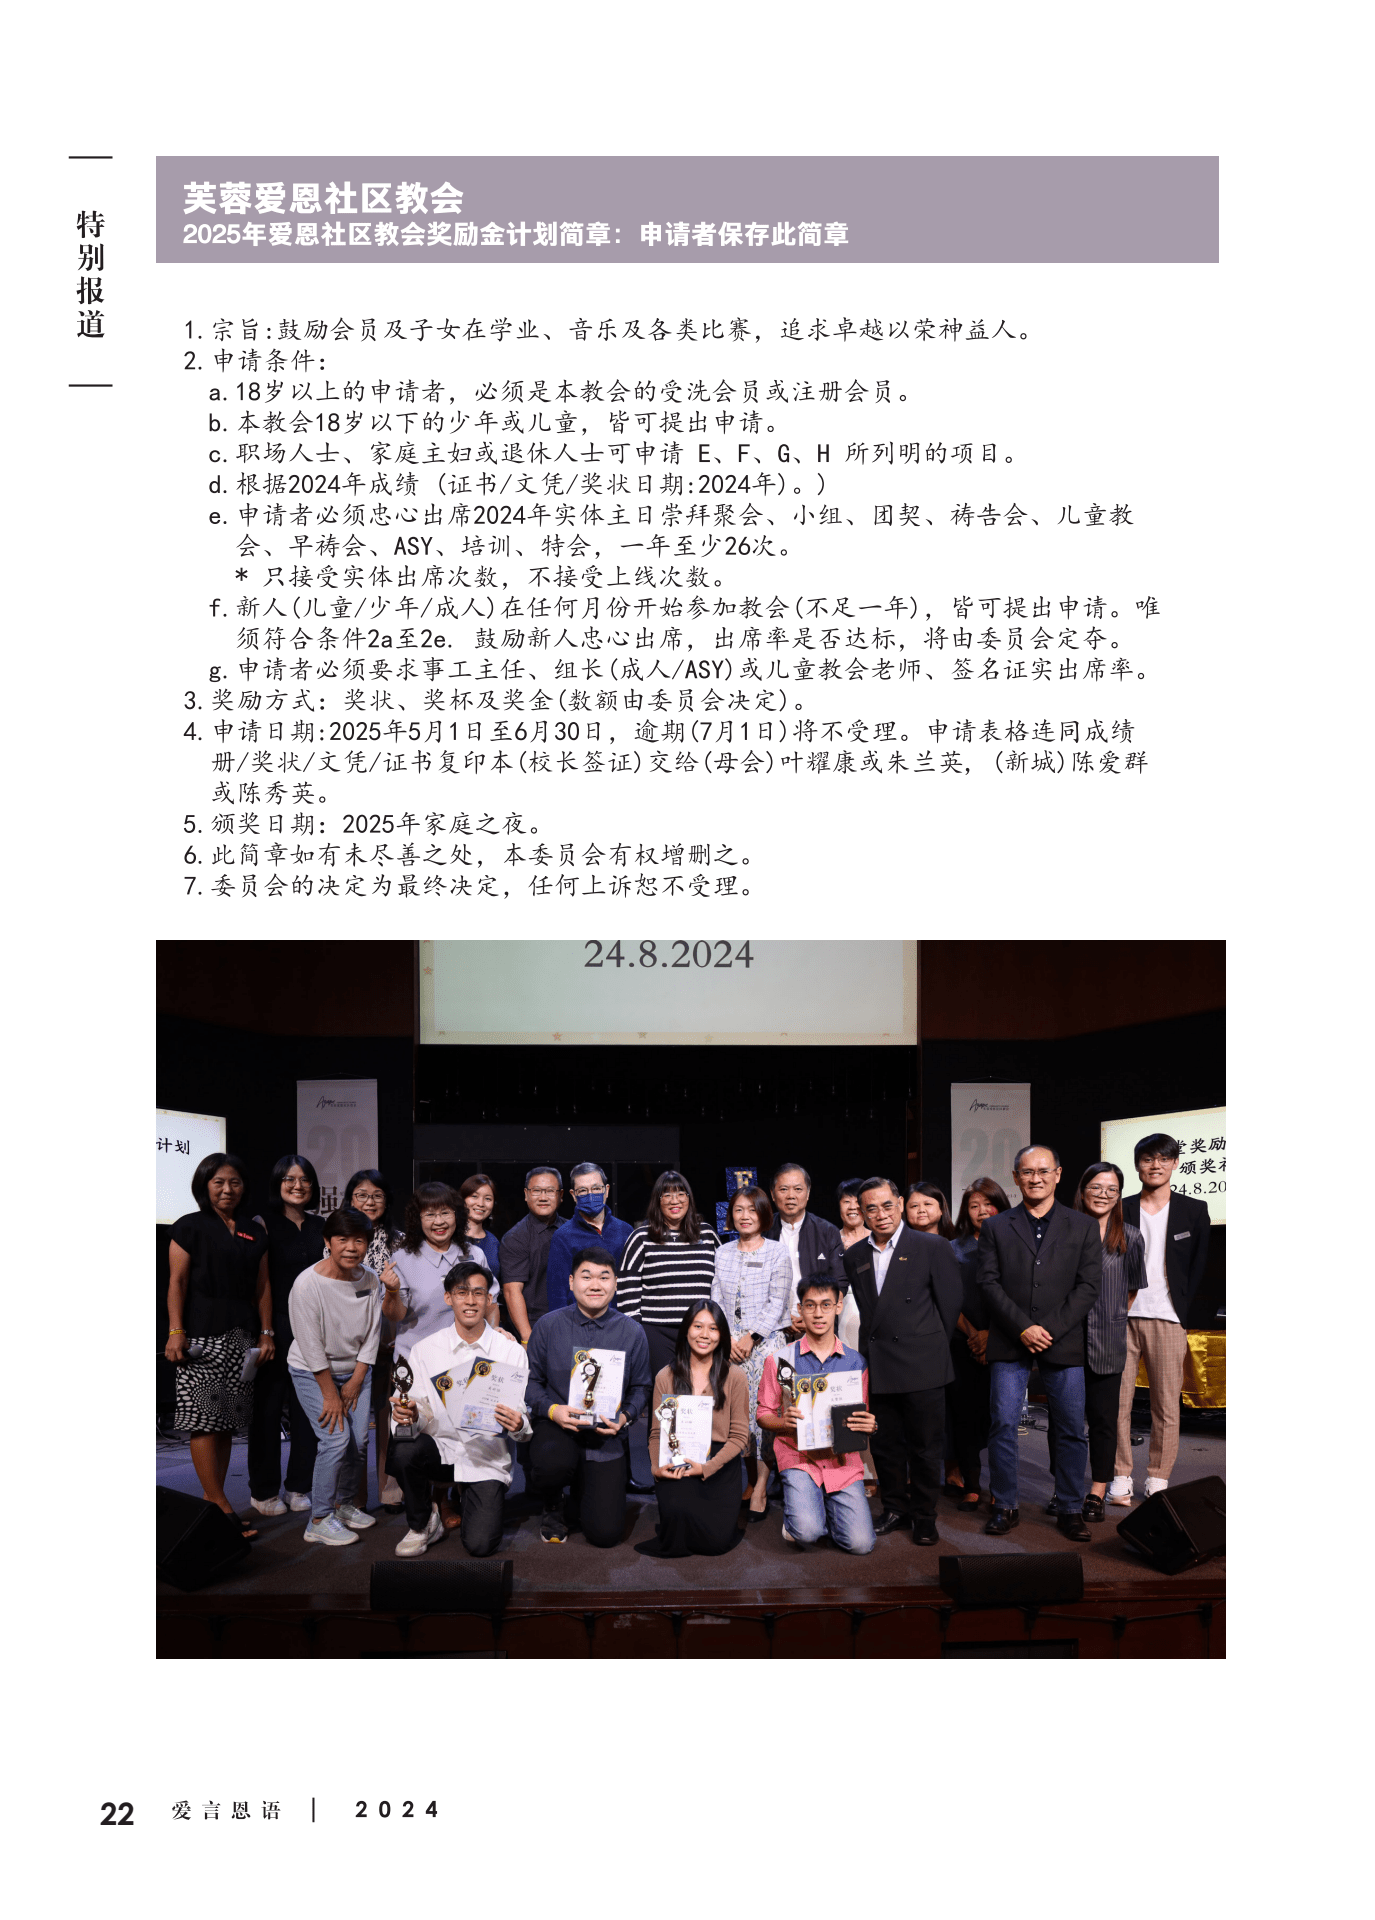 特别报道
芙蓉爱恩社区教会
2025年爱恩社区教会奖励金计划简章：申请者保存此简章
1. 宗旨:鼓励会员及子女在学业、音乐及各类比赛，追求卓越以荣神益人。
2. 申请条件:
a. 18岁以上的申请者，必须是本教会的受洗会员或注册会员。
b. 本教会18岁以下的少年或儿童，皆可提出申请。
c. 职场人士、家庭主妇或退休人士可申请 E、F、G、H 所列明的项目。
d. 根据2024年成绩 (证书/文凭/奖状日期:2024年)。)
e. 申请者必须忠心出席2024年实体主日崇拜聚会、小组、团契、祷告会、儿童教
会、早祷会、ASY、培训、特会，一年至少26次。
* 只接受实体出席次数，不接受上线次数。
f. 新人(儿童/少年/成人)在任何月份开始参加教会(不足一年)，皆可提出申请。唯
须符合条件2a至2e. 鼓励新人忠心出席，出席率是否达标，将由委员会定夺。
g. 申请者必须要求事工主任、组长(成人/ASY)或儿童教会老师、签名证实出席率。
3. 奖励方式: 奖状、奖杯及奖金(数额由委员会决定)。
4. 申请日期:2025年5月1日至6月30日，逾期(7月1日)将不受理。申请表格连同成绩
册/奖状/文凭/证书复印本(校长签证)交给(母会)叶耀康或朱兰英, (新城)陈爱群
或陈秀英。
5. 颁奖日期: 2025年家庭之夜。
6. 此简章如有未尽善之处，本委员会有权增删之。
7. 委员会的决定为最终决定，任何上诉恕不受理。
24.8.2024
计划
20
20
堂奖励
颁奖礼
24.8.20
奖状
奖状
奖状
22 爱言恩语 | 2024